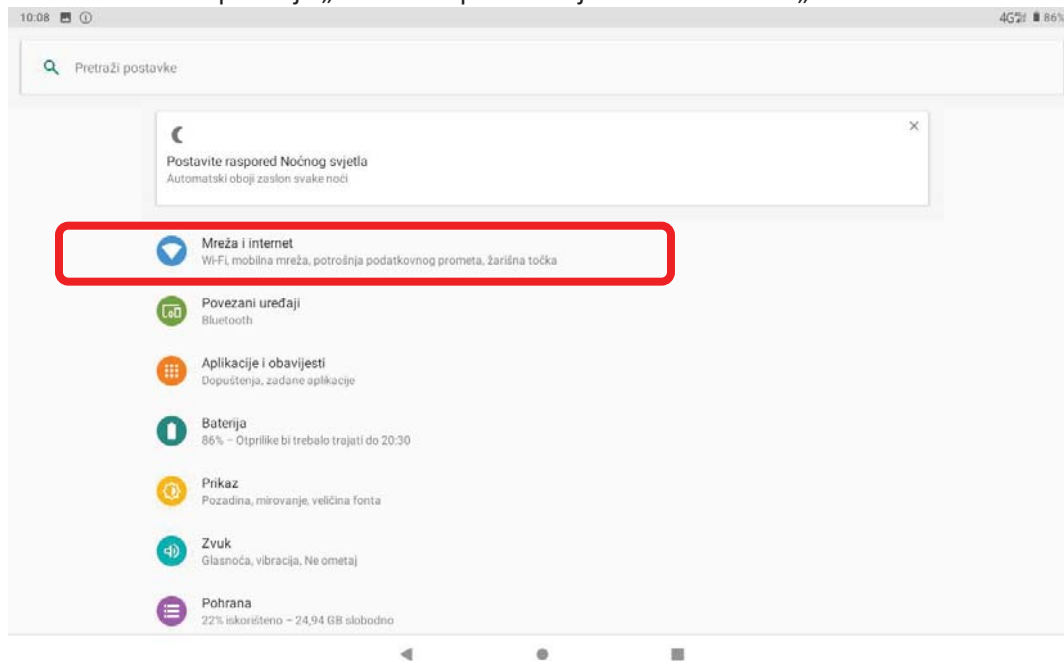 10:08 4G 86%
Pretraži postavke
Postavite raspored Noćnog svjetla
Automatski oboji zaslon svake noći
Mreža i internet
Wi-Fi, mobilna mreža, potrošnja podatkovnog prometa, žarišna točka
Povezani uređaji
Bluetooth
Aplikacije i obavijesti
Dopuštenja, zadane aplikacije
Baterija
86% – Otprilike bi trebalo trajati do 20:30
Prikaz
Pozadina, mirovanje, veličina fonta
Zvuk
Glasnoća, vibracija, Ne ometaj
Pohrana
22% iskorišteno – 24,94 GB slobodno